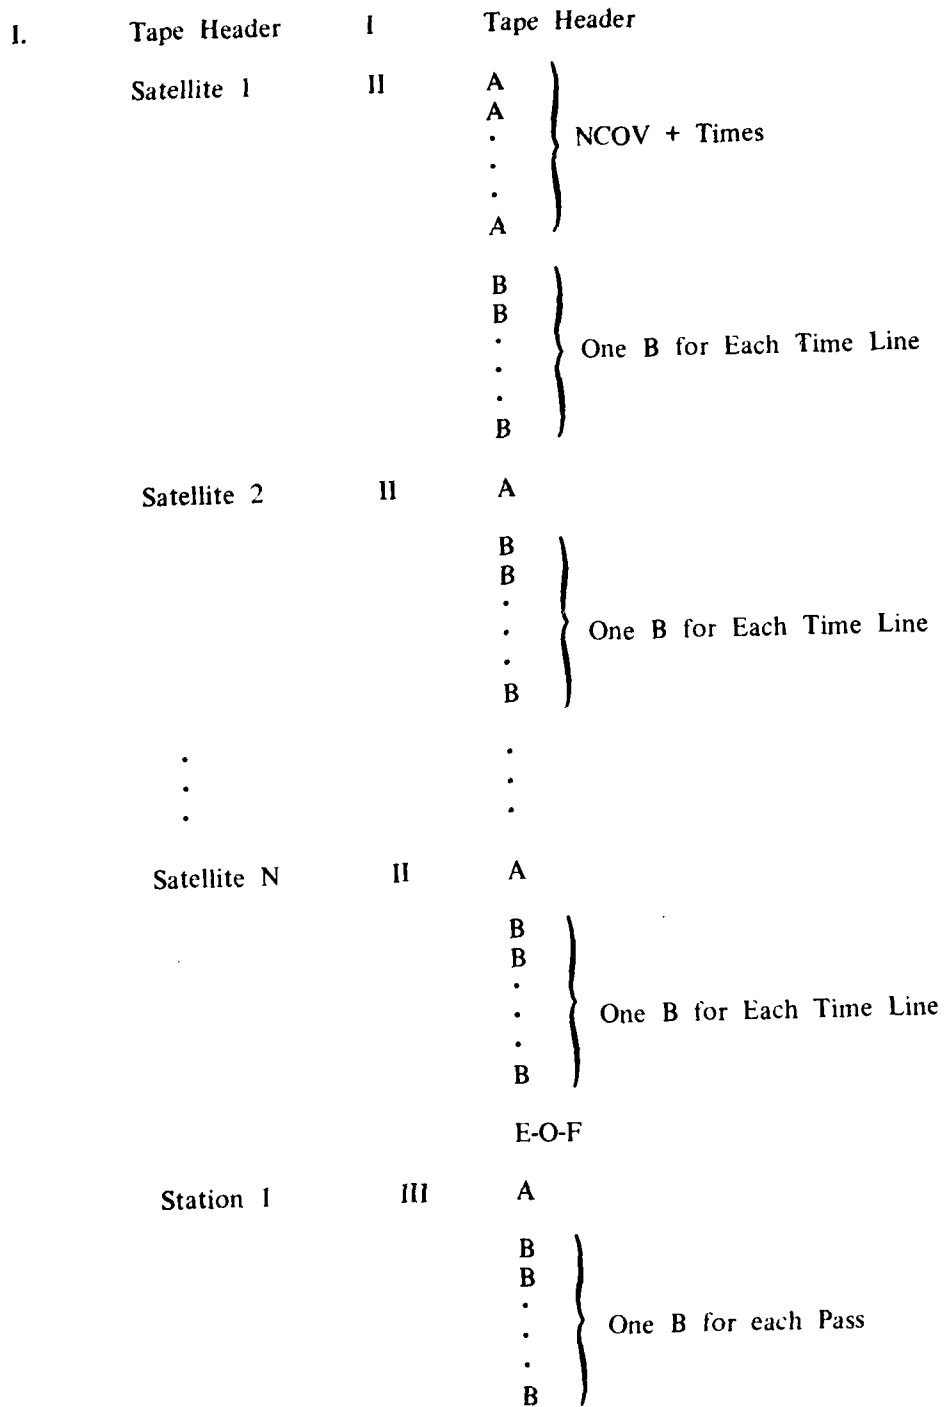 I. Tape Header I Tape Header
Satellite 1 II A
A
.
NCOV + Times
.
.
A
B
B
.
One B for Each Time Line
.
.
B
Satellite 2 II A
B
B
.
One B for Each Time Line
.
.
B
. .
. .
. .
Satellite N II A
B
B
.
One B for Each Time Line
.
.
B
E-O-F
Station 1 III A
B
B
.
One B for each Pass
.
.
B